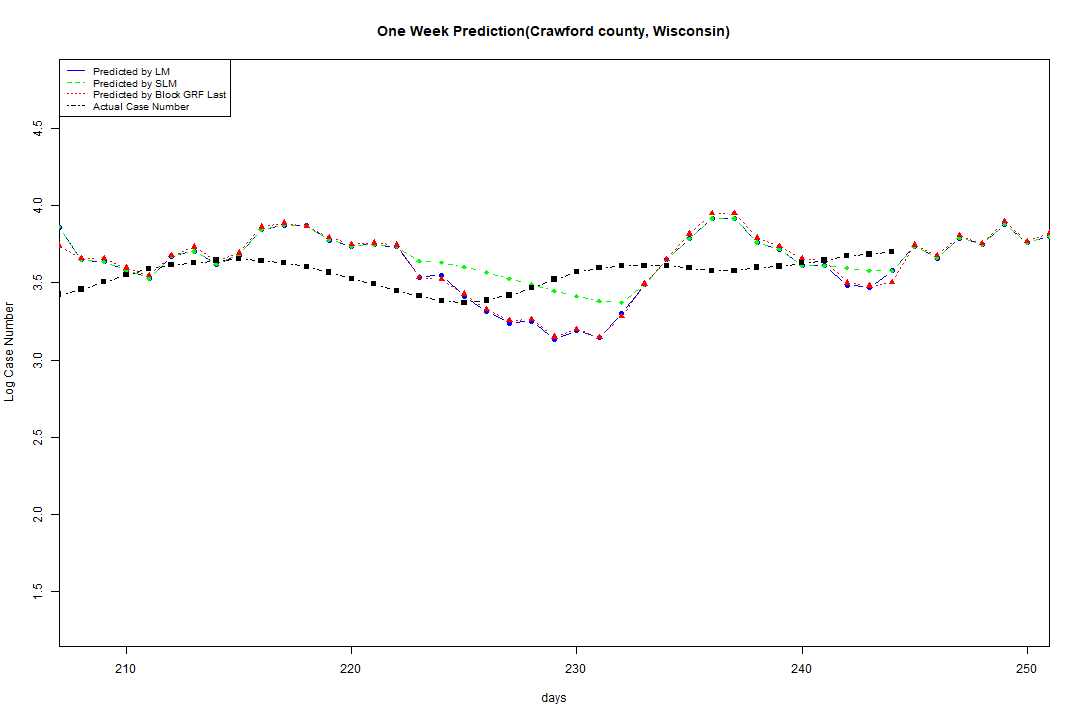 One Week Prediction(Crawford county, Wisconsin)
Predicted by LM
Predicted by SLM
Predicted by Block GRF Last
Actual Case Number
4.5
4.0
3.5
3.0
2.5
2.0
1.5
Log Case Number
210 220 230 240 250
days